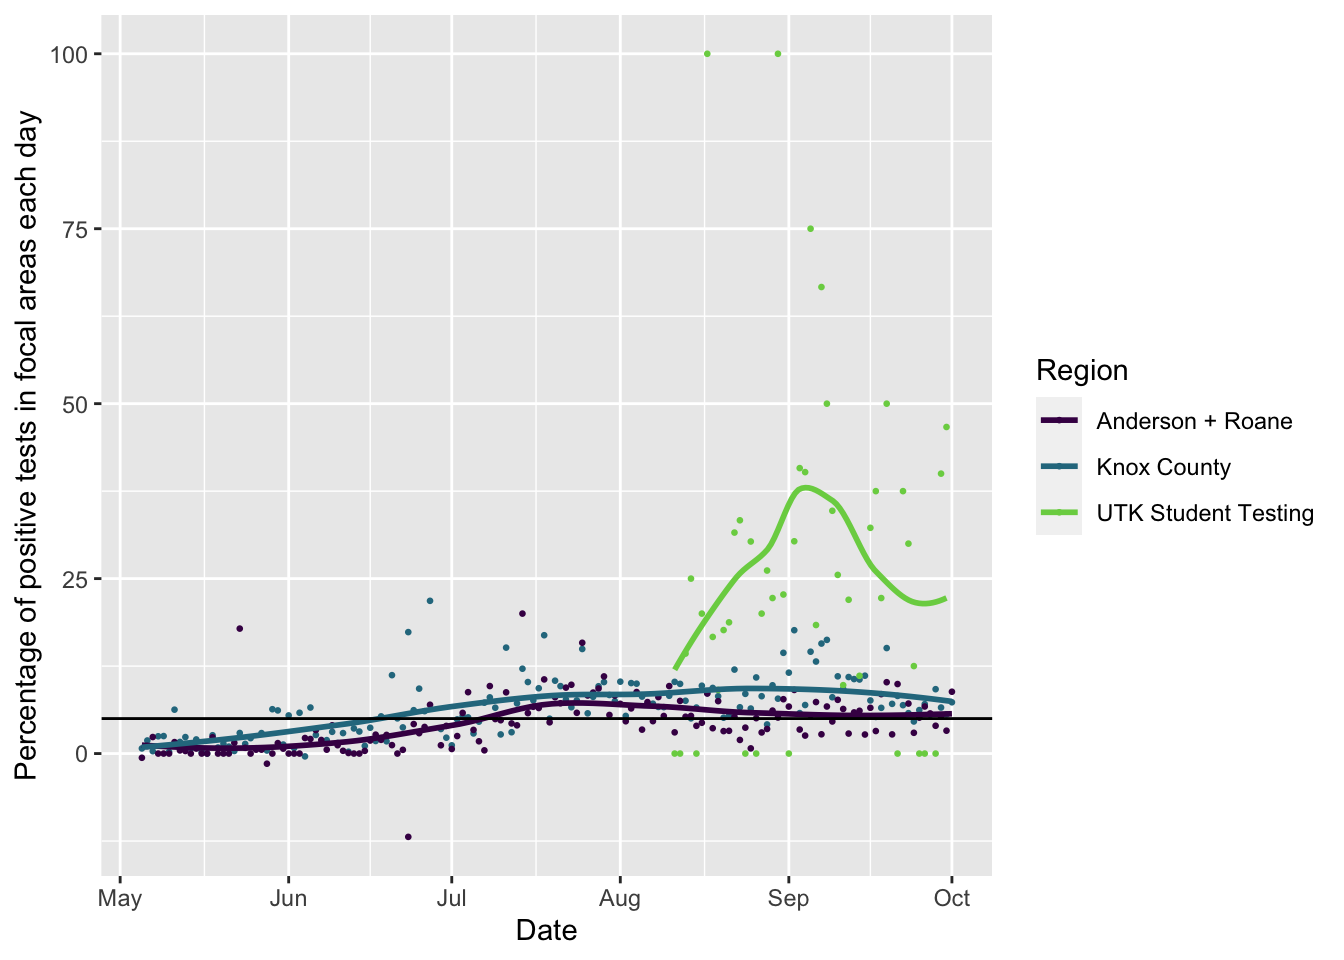 Percentage of positive tests in focal areas each day
100
75
50
25
0
May Jun Jul Aug Sep Oct
Date
Region
Anderson + Roane
Knox County
UTK Student Testing